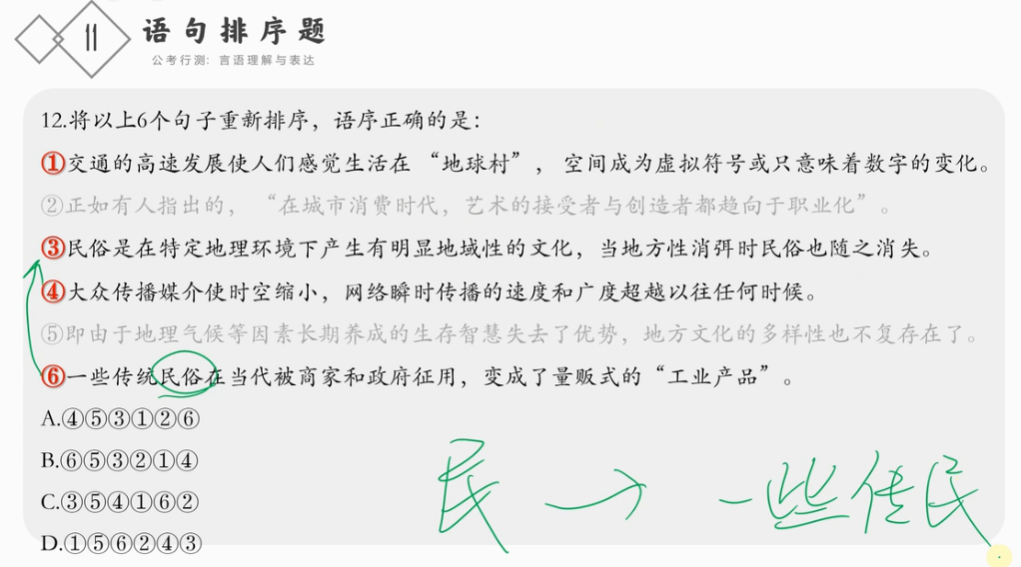 11 语句排序题
公考行测: 言语理解与表达
12.将以上6个句子重新排序，语序正确的是：
①交通的高速发展使人们感觉生活在“地球村”，空间成为虚拟符号或只意味着数字的变化。
②正如有人指出的，“在城市消费时代，艺术的接受者与创造者都趋向于职业化”。
③民俗是在特定地理环境下产生有明显地域性的文化，当地方性消弭时民俗也随之消失。
④大众传播媒介使时空缩小，网络瞬时传播的速度和广度超越以往任何时候。
⑤即由于地理气候等因素长期养成的生存智慧失去了优势，地方文化的多样性也不复存在了。
⑥一些传统民俗在当代被商家和政府征用，变成了量贩式的“工业产品”。
A.④⑤③①②⑥
B.⑥⑤③②①④
C.③⑤④①⑥②
D.①⑤⑥②④③
民 → 一些传民